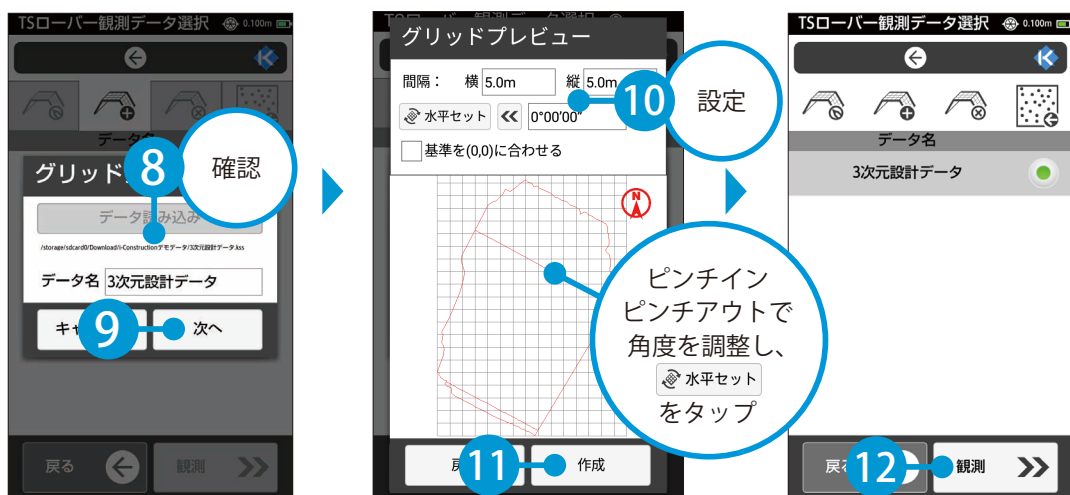 TSローバー観測データ選択 0.100m
データ名
グリッド
8 確認
データ読み込み
/storage/sdcard0/Download/i-Constructionデモデータ/3次元設計データ.kss
データ名 3次元設計データ
キャ 9 次へ
戻る 観測
グリッドプレビュー
間隔： 横 5.0m 縦 5.0m
10 設定
水平セット 0°00'00"
基準を(0,0)に合わせる
N
ピンチイン
ピンチアウトで
角度を調整し、
水平セット
をタップ
11 作成
TSローバー観測データ選択 0.100m
データ名
3次元設計データ
戻る 12 観測